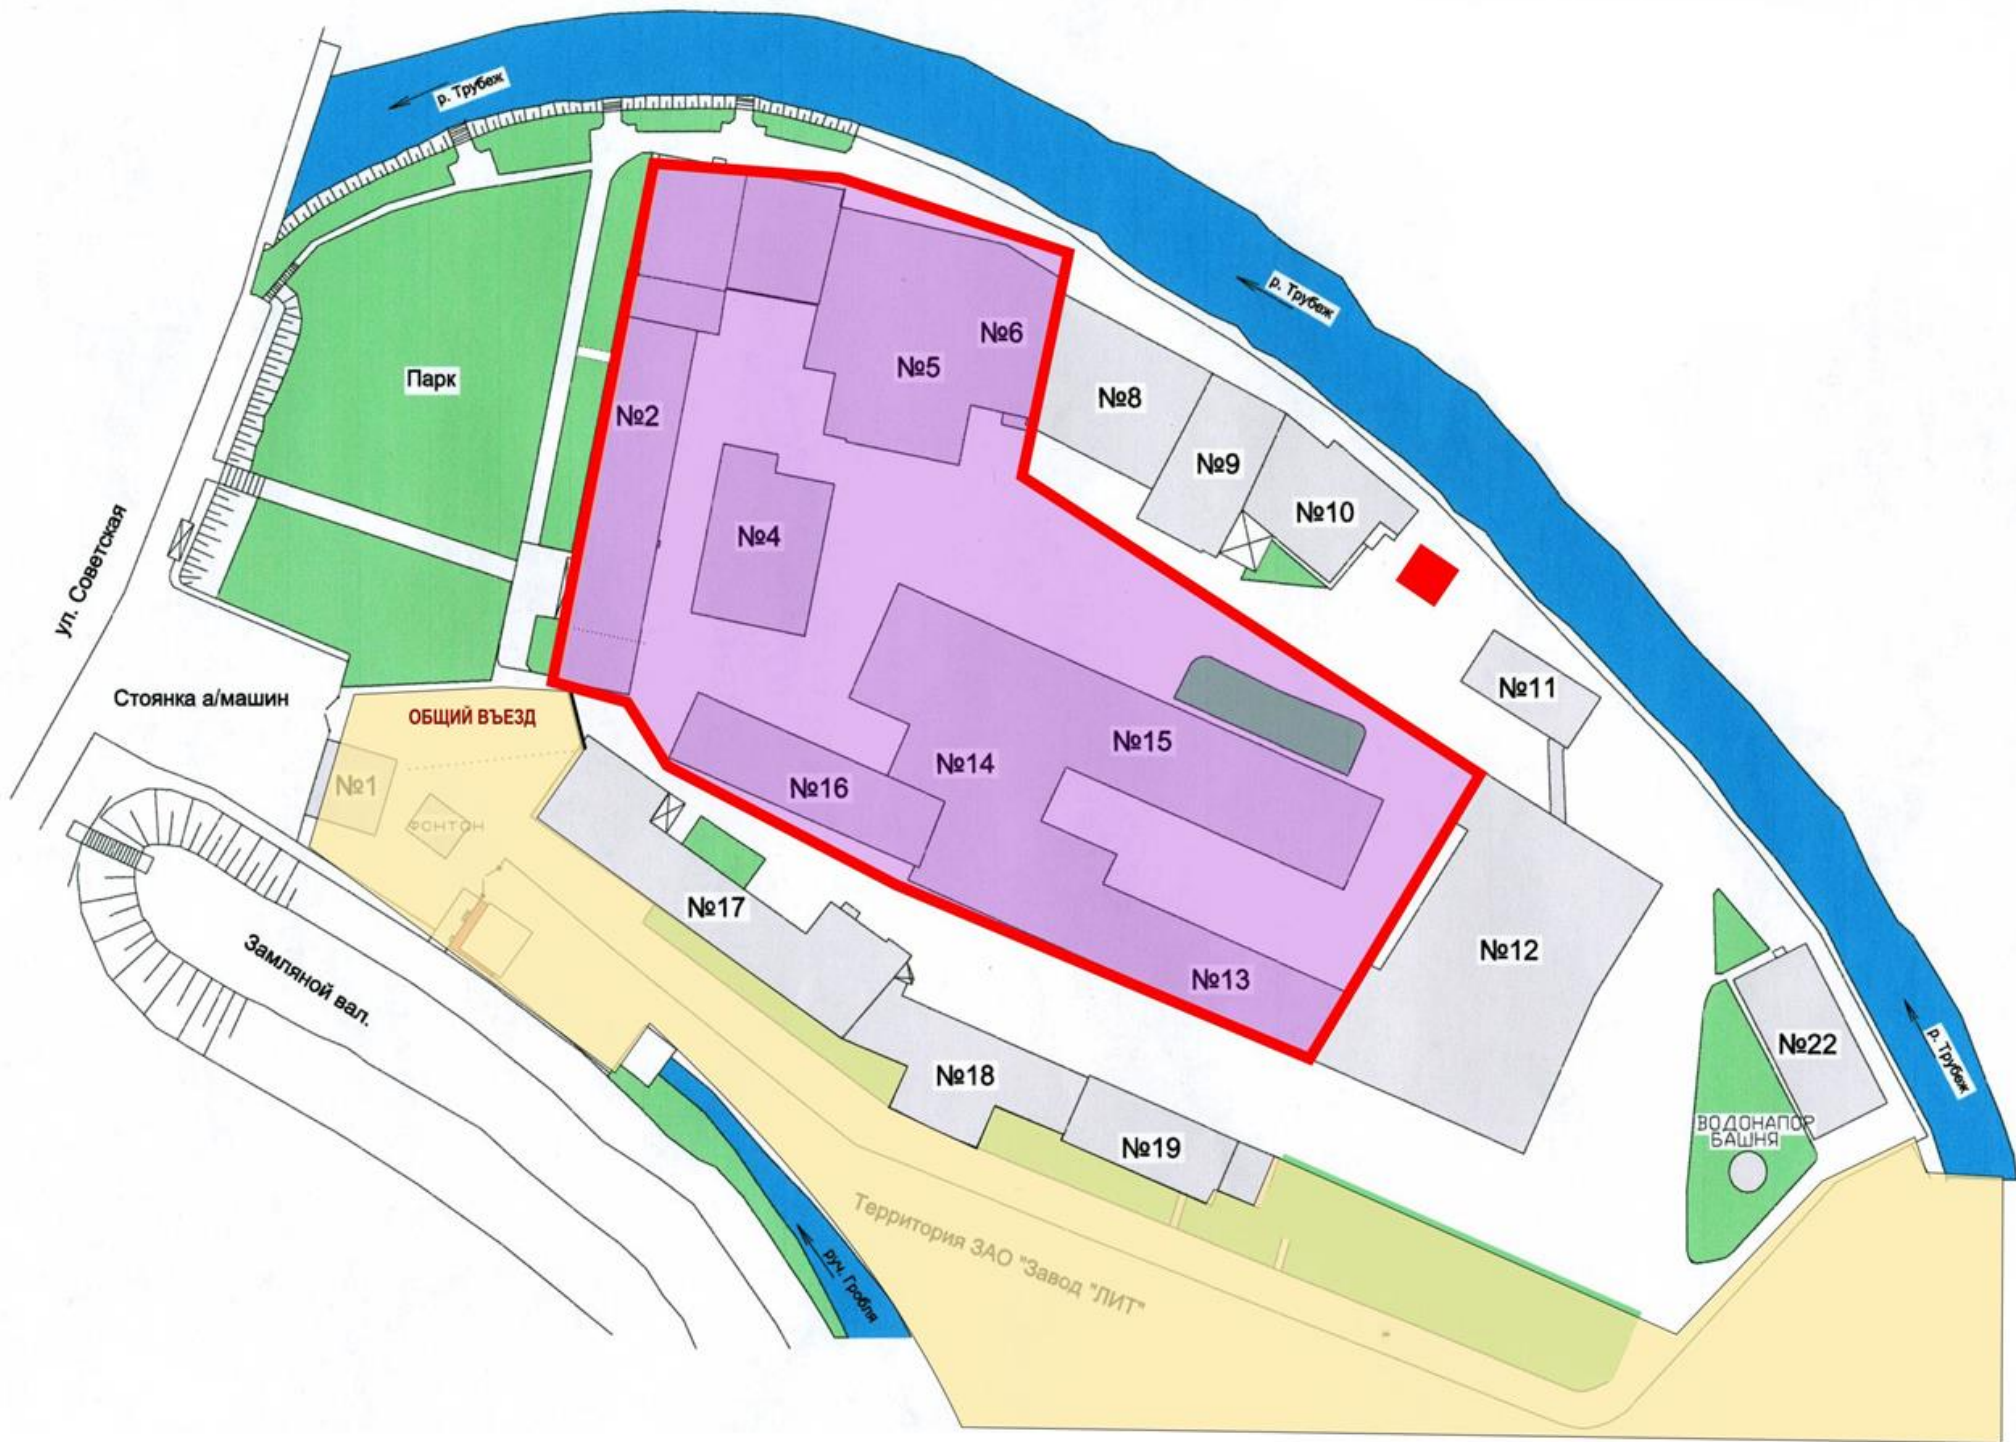 р. Трубеж
р. Трубеж
№6
№5
Парк
№8
№2
№9
№10
№4
ул. Советская
№11
Стоянка а/машин
ОБЩИЙ ВЪЕЗД
№15
№14
№1
№16
ФОНТОН
№17
Замляной вал.
№12
№13
№22
р. Трубеж
№18
ВОДОНАПОР
БАШНЯ
№19
Территория ЗАО "Завод "ЛИТ"
руч. Гробля